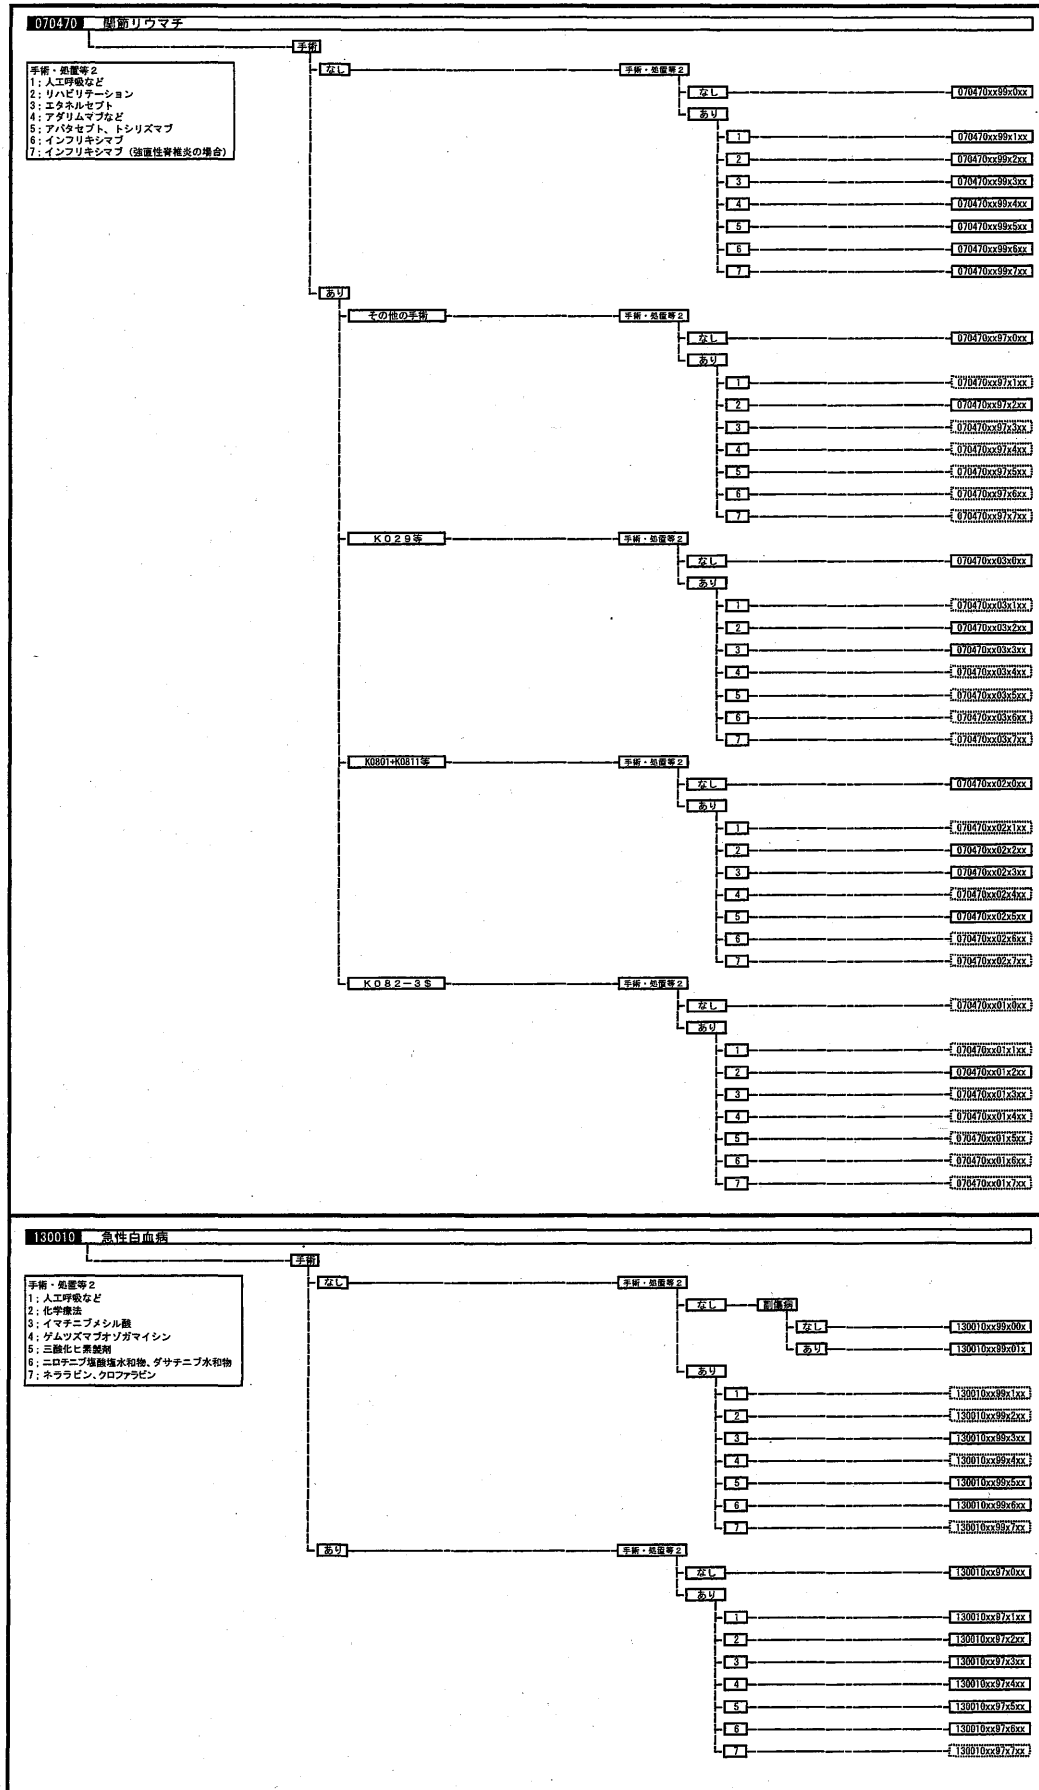 070470 関節リウマチ
手術
手術・処置等2
1;人工呼吸など
2;リハビリテーション
3;エタネルセプト
4;アダリムマブなど
5;アバタセプト、トシリズマブ
6;インフリキシマブ
7;インフリキシマブ(強直性脊椎炎の場合)
なし 手術・処置等2
なし 070470xx99x0xx
あり
1 070470xx99x1xx
2 070470xx99x2xx
3 070470xx99x3xx
4 070470xx99x4xx
5 070470xx99x5xx
6 070470xx99x6xx
7 070470xx99x7xx
あり
その他の手術 手術・処置等2
なし 070470xx97x0xx
あり
1 070470xx97x1xx
2 070470xx97x2xx
3 070470xx97x3xx
4 070470xx97x4xx
5 070470xx97x5xx
6 070470xx97x6xx
7 070470xx97x7xx
K029等 手術・処置等2
なし 070470xx03x0xx
あり
1 070470xx03x1xx
2 070470xx03x2xx
3 070470xx03x3xx
4 070470xx03x4xx
5 070470xx03x5xx
6 070470xx03x6xx
7 070470xx03x7xx
K0801+K0811等 手術・処置等2
なし 070470xx02x0xx
あり
1 070470xx02x1xx
2 070470xx02x2xx
3 070470xx02x3xx
4 070470xx02x4xx
5 070470xx02x5xx
6 070470xx02x6xx
7 070470xx02x7xx
K082-3$ 手術・処置等2
なし 070470xx01x0xx
あり
1 070470xx01x1xx
2 070470xx01x2xx
3 070470xx01x3xx
4 070470xx01x4xx
5 070470xx01x5xx
6 070470xx01x6xx
7 070470xx01x7xx
130010 急性白血病
手術
手術・処置等2
1;人工呼吸など
2;化学療法
3;イマチニブメシル酸
4;ゲムツズマブオゾガマイシン
5;三酸化ヒ素製剤
6;ニロチニブ塩酸塩水和物、ダサチニブ水和物
7;ネララビン、クロファラビン
なし 手術・処置等2
なし 副傷病
なし 130010xx99x00x
あり 130010xx99x01x
あり
1 130010xx99x1xx
2 130010xx99x2xx
3 130010xx99x3xx
4 130010xx99x4xx
5 130010xx99x5xx
6 130010xx99x6xx
7 130010xx99x7xx
あり 手術・処置等2
なし 130010xx97x0xx
あり
1 130010xx97x1xx
2 130010xx97x2xx
3 130010xx97x3xx
4 130010xx97x4xx
5 130010xx97x5xx
6 130010xx97x6xx
7 130010xx97x7xx